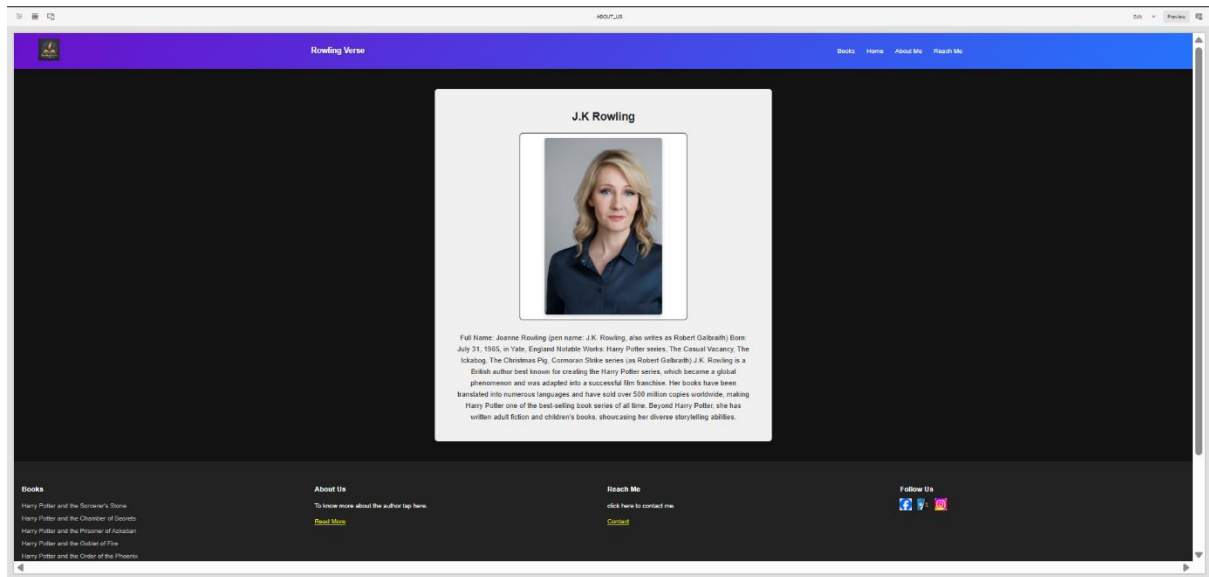 ABOUT_US
Edit
Preview
Rowling Verse
Books Home About Me Reach Me
J.K Rowling
Full Name: Joanne Rowling (pen name: J.K. Rowling, also writes as Robert Galbraith) Born:
July 31, 1965, in Yate, England Notable Works: Harry Potter series, The Casual Vacancy, The
Ickabog, The Christmas Pig, Cormoran Strike series (as Robert Galbraith) J.K. Rowling is a
British author best known for creating the Harry Potter series, which became a global
phenomenon and was adapted into a successful film franchise. Her books have been
translated into numerous languages and have sold over 500 million copies worldwide, making
Harry Potter one of the best-selling book series of all time. Beyond Harry Potter, she has
written adult fiction and children's books, showcasing her diverse storytelling abilities.
Books
Harry Potter and the Sorcerer's Stone
Harry Potter and the Chamber of Secrets
Harry Potter and the Prisoner of Azkaban
Harry Potter and the Goblet of Fire
Harry Potter and the Order of the Phoenix
About Us
To know more about the author tap here.
Read More
Reach Me
click here to contact me.
Contact
Follow Us